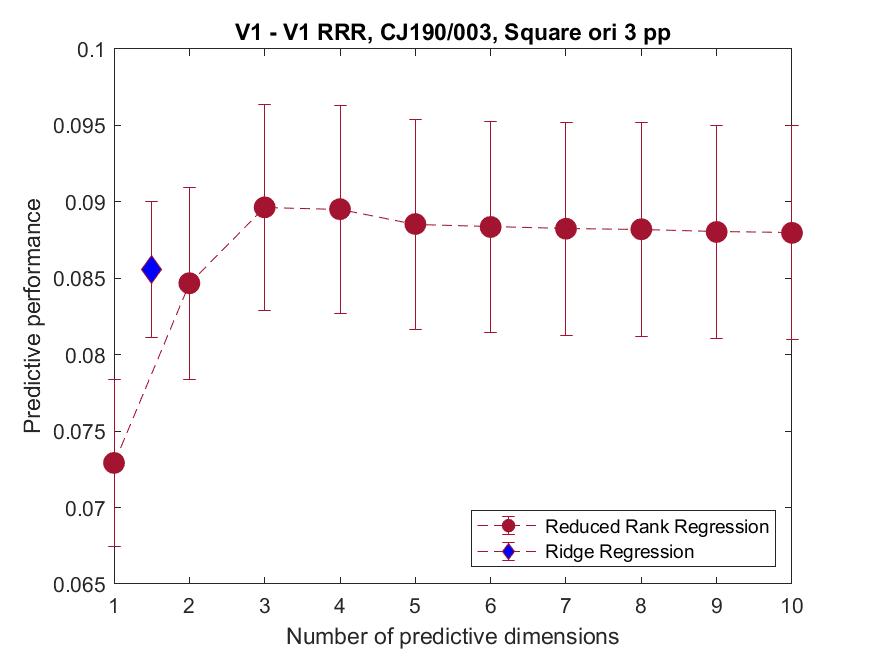 V1 - V1 RRR, CJ190/003, Square ori 3 pp
0.1
0.095
0.09
0.085
0.08
0.075
0.07
0.065
Predictive performance
1 2 3 4 5 6 7 8 9 10
Number of predictive dimensions
Reduced Rank Regression
Ridge Regression